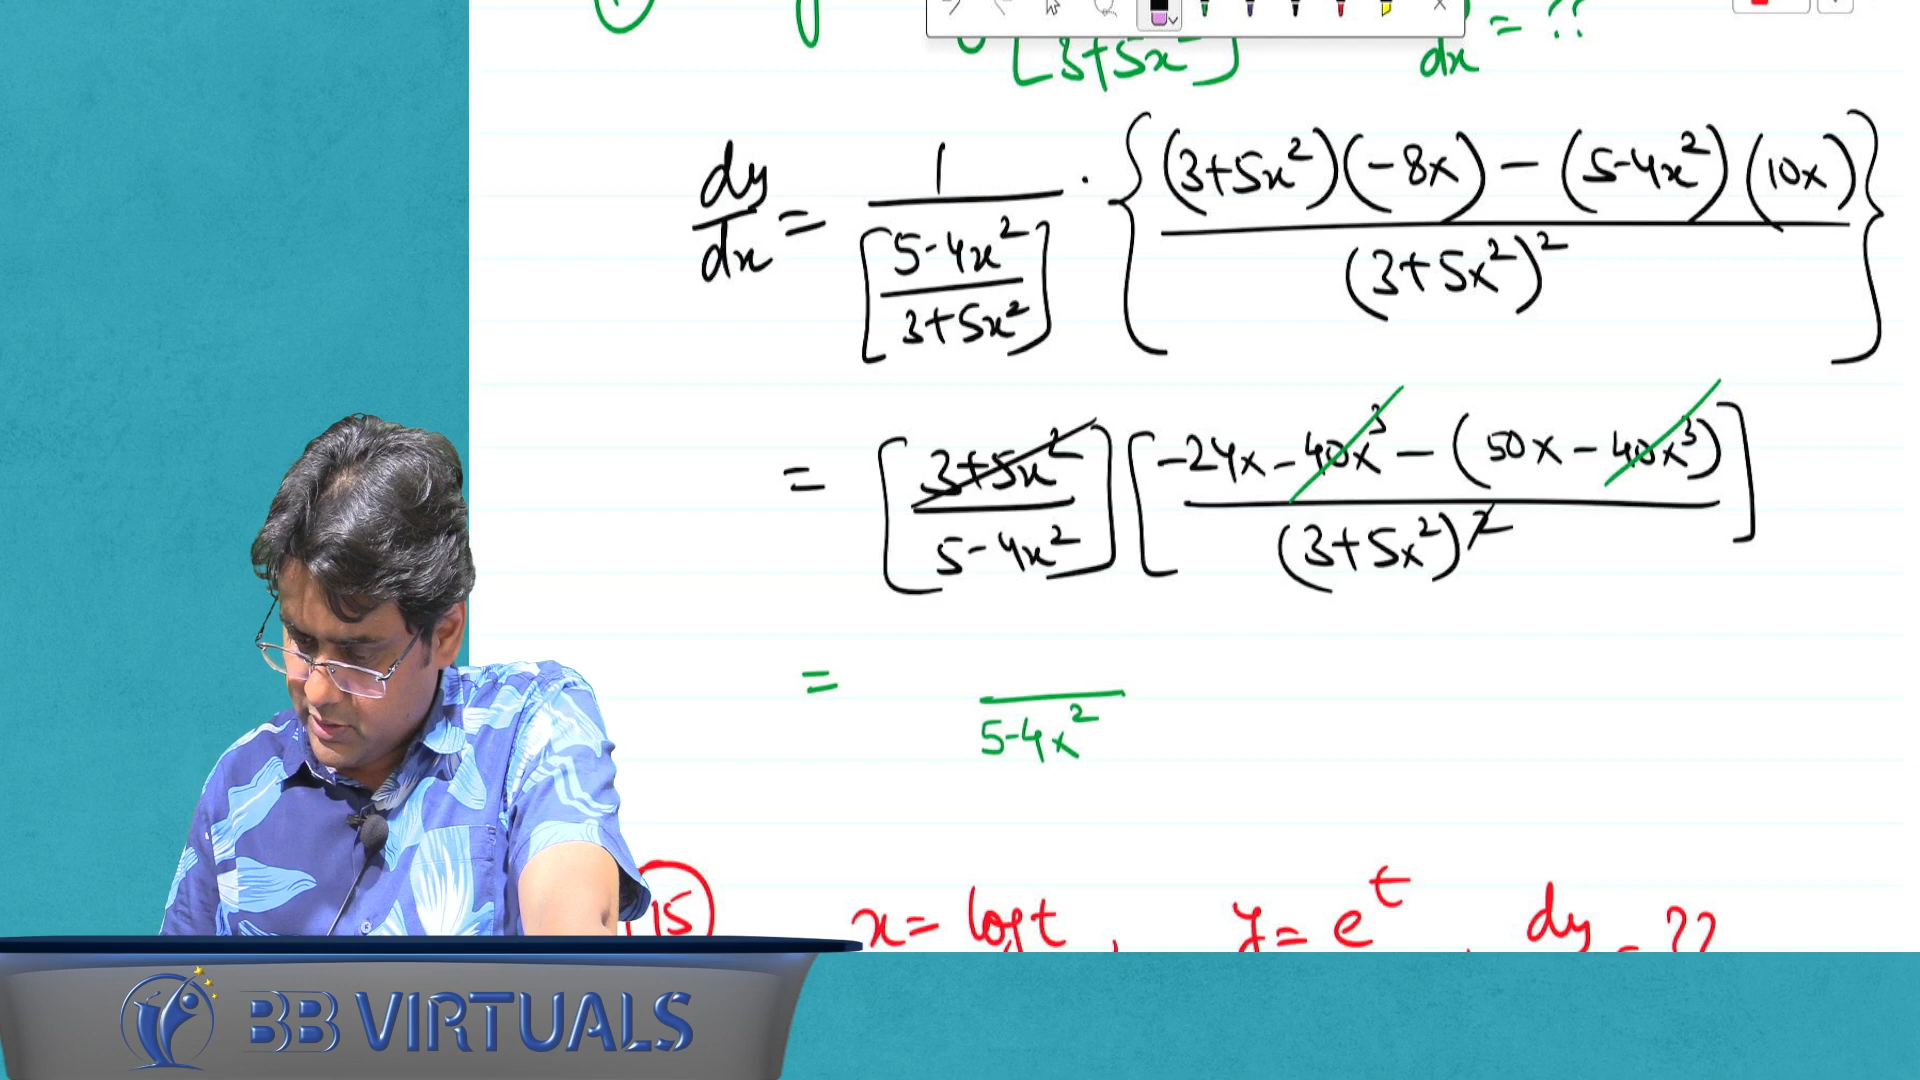 [3+5x²] dx = ??
dy/dx = 1/[(5-4x²)/(3+5x²)] · {((3+5x²)(-8x) - (5-4x²)(10x))/(3+5x²)²}
= [(3+5x²)/(5-4x²)] [(-24x - 40x³ - (50x - 40x³))/(3+5x²)²]
= /(5-4x²)
15 x = log t , y = e^t , dy = ??
BB VIRTUALS